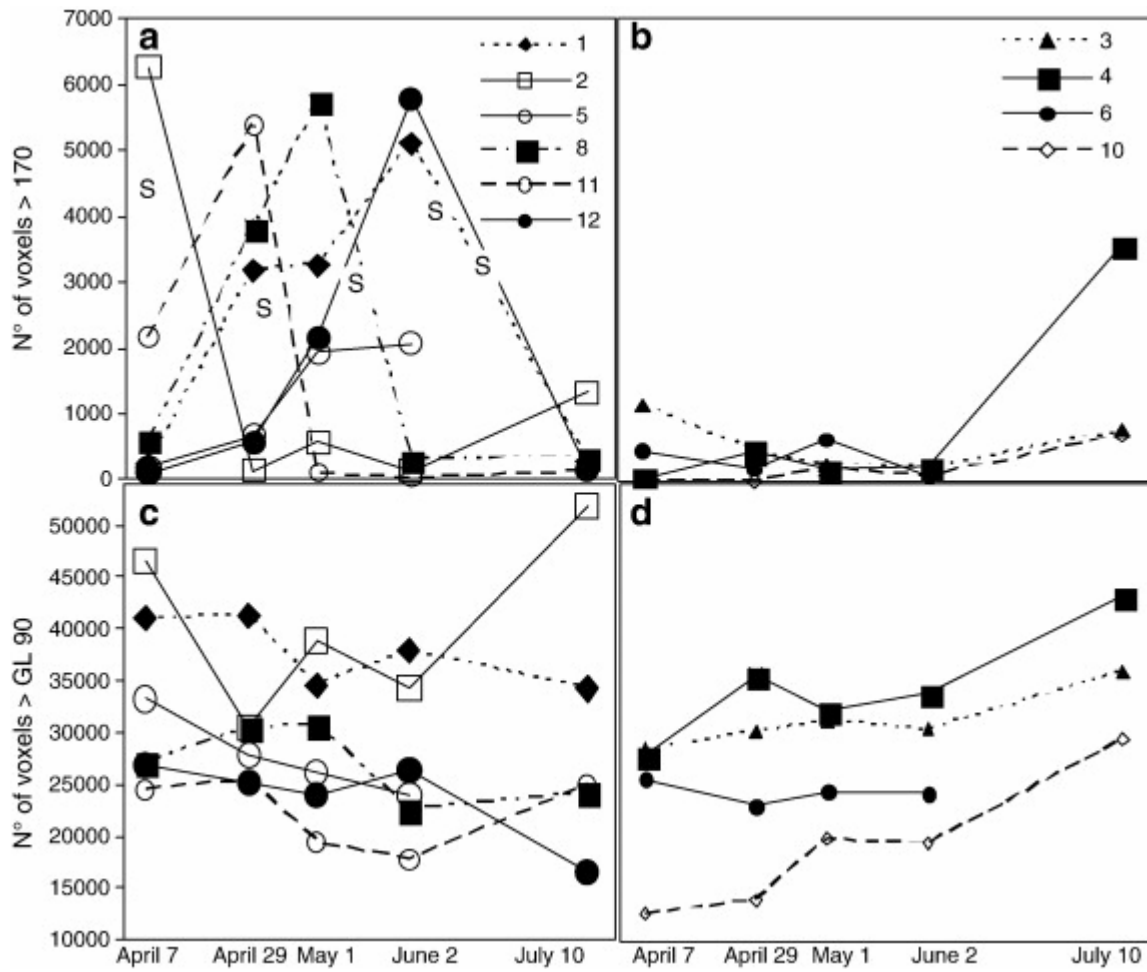 a
1
2
5
8
11
12
S
S
S
S
S
N° of voxels > 170
7000
6000
5000
4000
3000
2000
1000
0
b
3
4
6
10
c
N° of voxels > GL 90
50000
45000
40000
35000
30000
25000
20000
15000
10000
April 7 April 29 May 1 June 2 July 10
d
April 7 April 29 May 1 June 2 July 10